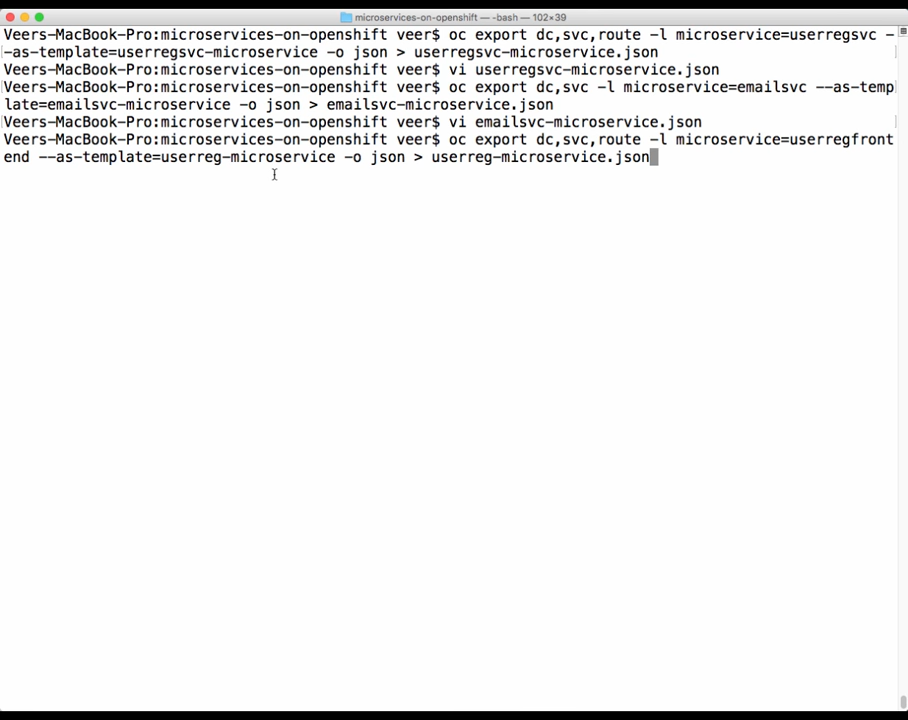 microservices-on-openshift — -bash — 102×39
Veers-MacBook-Pro:microservices-on-openshift veer$ oc export dc,svc,route -l microservice=userregsvc -
-as-template=userregsvc-microservice -o json > userregsvc-microservice.json
Veers-MacBook-Pro:microservices-on-openshift veer$ vi userregsvc-microservice.json
Veers-MacBook-Pro:microservices-on-openshift veer$ oc export dc,svc -l microservice=emailsvc --as-temp
late=emailsvc-microservice -o json > emailsvc-microservice.json
Veers-MacBook-Pro:microservices-on-openshift veer$ vi emailsvc-microservice.json
Veers-MacBook-Pro:microservices-on-openshift veer$ oc export dc,svc,route -l microservice=userregfront
end --as-template=userreg-microservice -o json > userreg-microservice.json